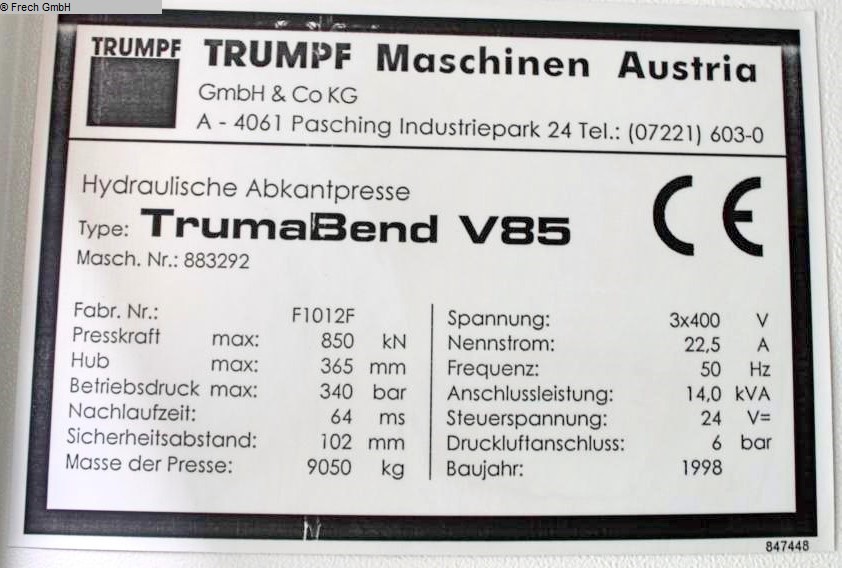 © Frech GmbH
TRUMPF
TRUMPF Maschinen Austria
GmbH & Co KG
A - 4061 Pasching Industriepark 24 Tel.: (07221) 603-0
Hydraulische Abkantpresse
Type: TrumaBend V85
CE
Masch. Nr.: 883292
Fabr. Nr.: F1012F
Presskraft max: 850 kN
Hub max: 365 mm
Betriebsdruck max: 340 bar
Nachlaufzeit: 64 ms
Sicherheitsabstand: 102 mm
Masse der Presse: 9050 kg
Spannung: 3x400 V
Nennstrom: 22,5 A
Frequenz: 50 Hz
Anschlussleistung: 14,0 kVA
Steuerspannung: 24 V=
Druckluftanschluss: 6 bar
Baujahr: 1998
847448